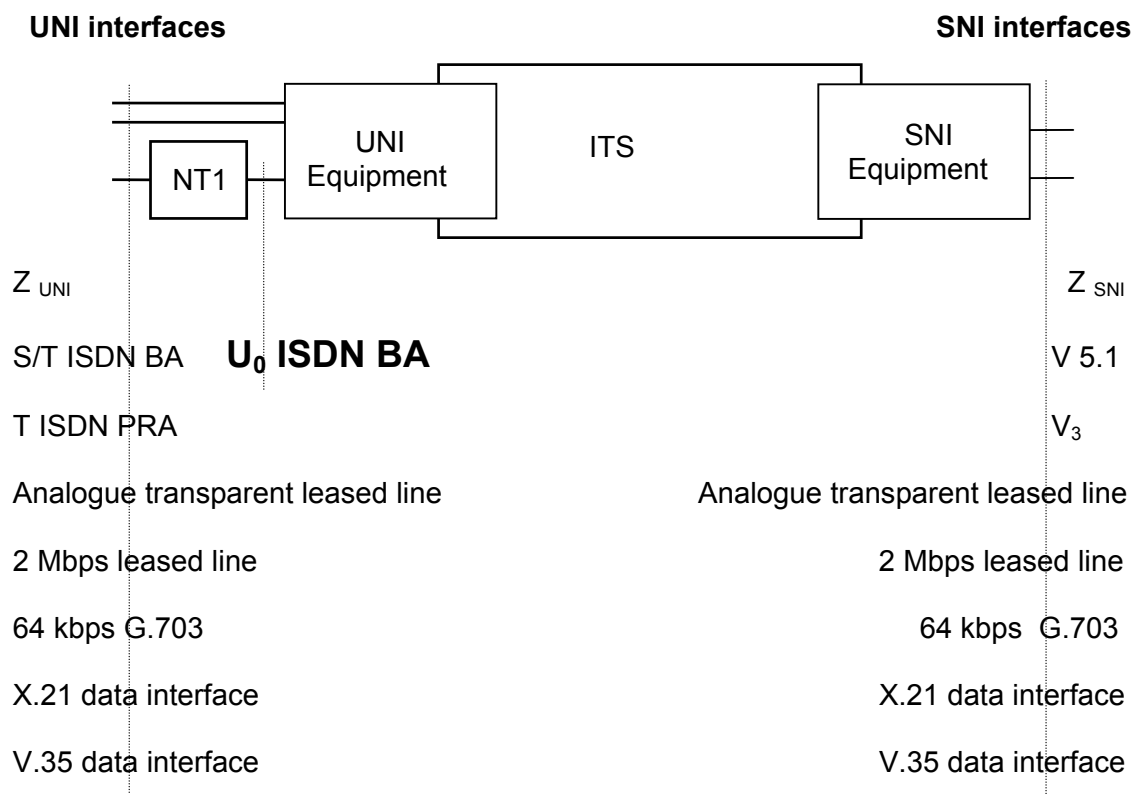 UNI interfaces SNI interfaces
UNI Equipment
ITS
SNI Equipment
NT1
Z UNI Z SNI
S/T ISDN BA U0 ISDN BA V 5.1
T ISDN PRA V3
Analogue transparent leased line Analogue transparent leased line
2 Mbps leased line 2 Mbps leased line
64 kbps G.703 64 kbps G.703
X.21 data interface X.21 data interface
V.35 data interface V.35 data interface